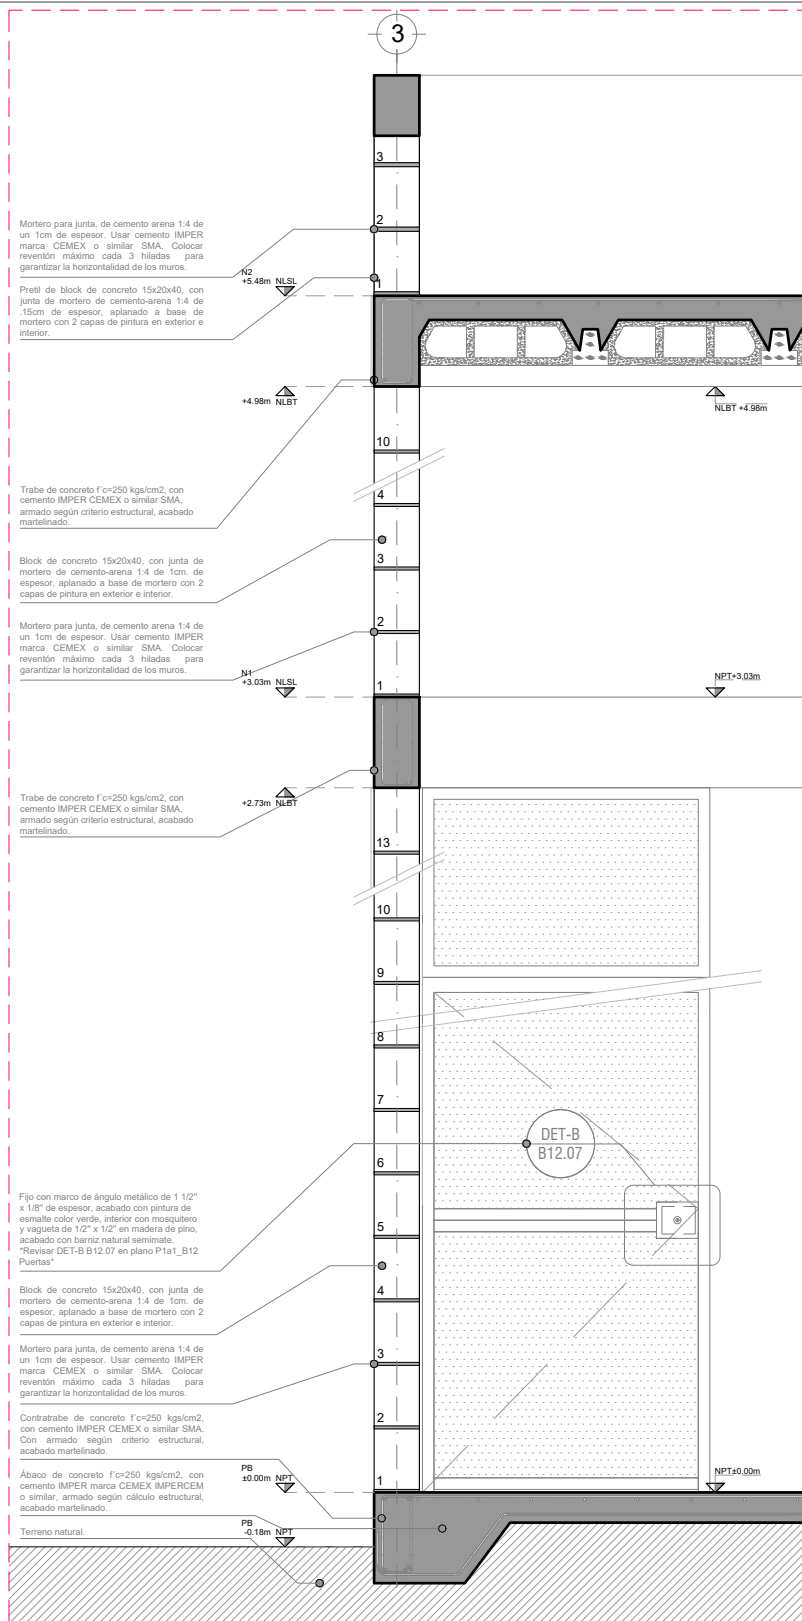 3
3
2
1
Mortero para junta, de cemento arena 1:4 de
un 1cm de espesor. Usar cemento IMPER
marca CEMEX o similar SMA. Colocar
reventón máximo cada 3 hiladas para
garantizar la horizontalidad de los muros.
N2
+5.48m NLSL
Pretil de block de concreto 15x20x40, con
junta de mortero de cemento-arena 1:4 de
.15cm de espesor, aplanado a base de
mortero con 2 capas de pintura en exterior e
interior.
+4.98m NLBT
NLBT +4.98m
10
4
3
2
1
Trabe de concreto f´c=250 kgs/cm2, con
cemento IMPER CEMEX o similar SMA,
armado según criterio estructural, acabado
martelinado.
Block de concreto 15x20x40, con junta de
mortero de cemento-arena 1:4 de 1cm. de
espesor, aplanado a base de mortero con 2
capas de pintura en exterior e interior.
Mortero para junta, de cemento arena 1:4 de
un 1cm de espesor. Usar cemento IMPER
marca CEMEX o similar SMA. Colocar
reventón máximo cada 3 hiladas para
garantizar la horizontalidad de los muros.
N1
+3.03m NLSL
NPT+3.03m
Trabe de concreto f´c=250 kgs/cm2, con
cemento IMPER CEMEX o similar SMA,
armado según criterio estructural, acabado
martelinado.
+2.73m NLBT
13
10
9
8
7
6
5
4
3
2
1
DET-B
B12.07
Fijo con marco de ángulo metálico de 1 1/2"
x 1/8" de espesor, acabado con pintura de
esmalte color verde, interior con mosquitero
y vagueta de 1/2" x 1/2" en madera de pino,
acabado con barniz natural semimate.
*Revisar DET-B B12.07 en plano P1a1_B12
Puertas*
Block de concreto 15x20x40, con junta de
mortero de cemento-arena 1:4 de 1cm. de
espesor, aplanado a base de mortero con 2
capas de pintura en exterior e interior.
Mortero para junta, de cemento arena 1:4 de
un 1cm de espesor. Usar cemento IMPER
marca CEMEX o similar SMA. Colocar
reventón máximo cada 3 hiladas para
garantizar la horizontalidad de los muros.
Contratrabe de concreto f´c=250 kgs/cm2,
con cemento IMPER CEMEX o similar SMA.
Con armado según criterio estructural,
acabado martelinado.
PB
±0.00m NPT
NPT±0.00m
Ábaco de concreto f´c=250 kgs/cm2, con
cemento IMPER marca CEMEX IMPERCEM
o similar, armado según cálculo estructural,
acabado martelinado.
PB
-0.18m NPT
Terreno natural.